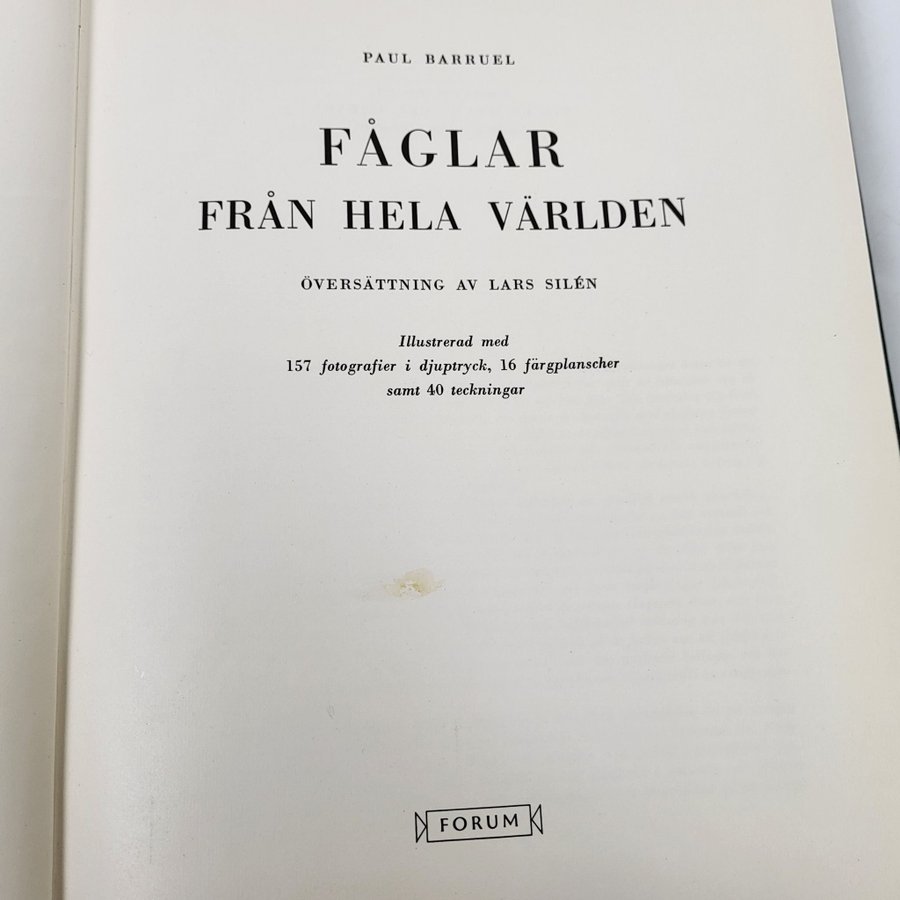 PAUL BARRUEL
FÅGLAR
FRÅN HELA VÄRLDEN
ÖVERSÄTTNING AV LARS SILÉN
Illustrerad med
157 fotografier i djuptryck, 16 färgplanscher
samt 40 teckningar
FORUM